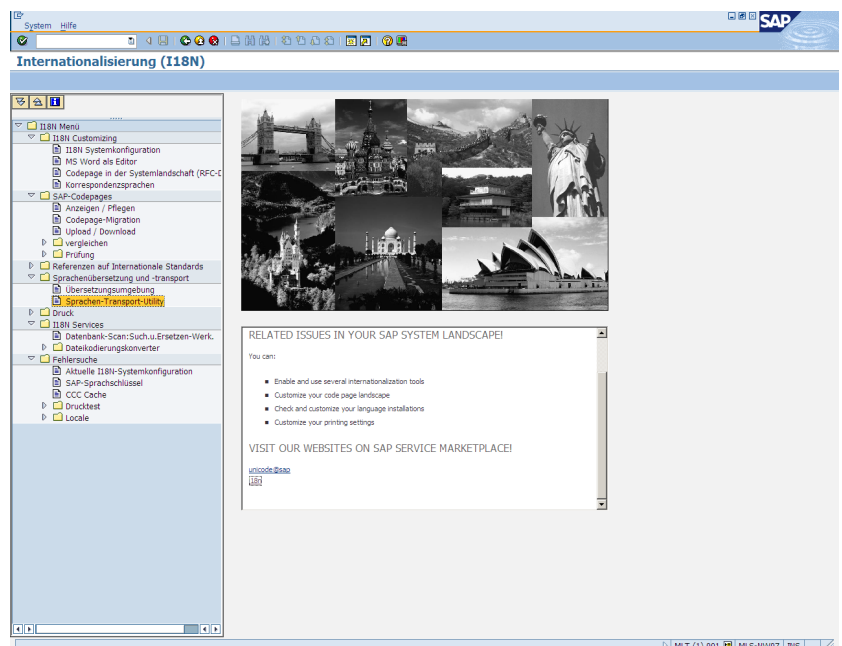 System Hilfe
SAP
Internationalisierung (I18N)
I18N Menü
I18N Customizing
I18N Systemkonfiguration
MS Word als Editor
Codepage in der Systemlandschaft (RFC-D
Korrespondenzsprachen
SAP-Codepages
Anzeigen / Pflegen
Codepage-Migration
Upload / Download
vergleichen
Prüfung
Referenzen auf Internationale Standards
Sprachenübersetzung und -transport
Übersetzungsumgebung
Sprachen-Transport-Utility
Druck
I18N Services
Datenbank-Scan:Such.u.Ersetzen-Werk.
Dateikodierungskonverter
Fehlersuche
Aktuelle I18N-Systemkonfiguration
SAP-Sprachschlüssel
CCC Cache
Drucktest
Locale
RELATED ISSUES IN YOUR SAP SYSTEM LANDSCAPE!
You can:
Enable and use several internationalization tools
Customize your code page landscape
Check and customize your language installations
Customize your printing settings
VISIT OUR WEBSITES ON SAP SERVICE MARKETPLACE!
unicode@sap
i18n